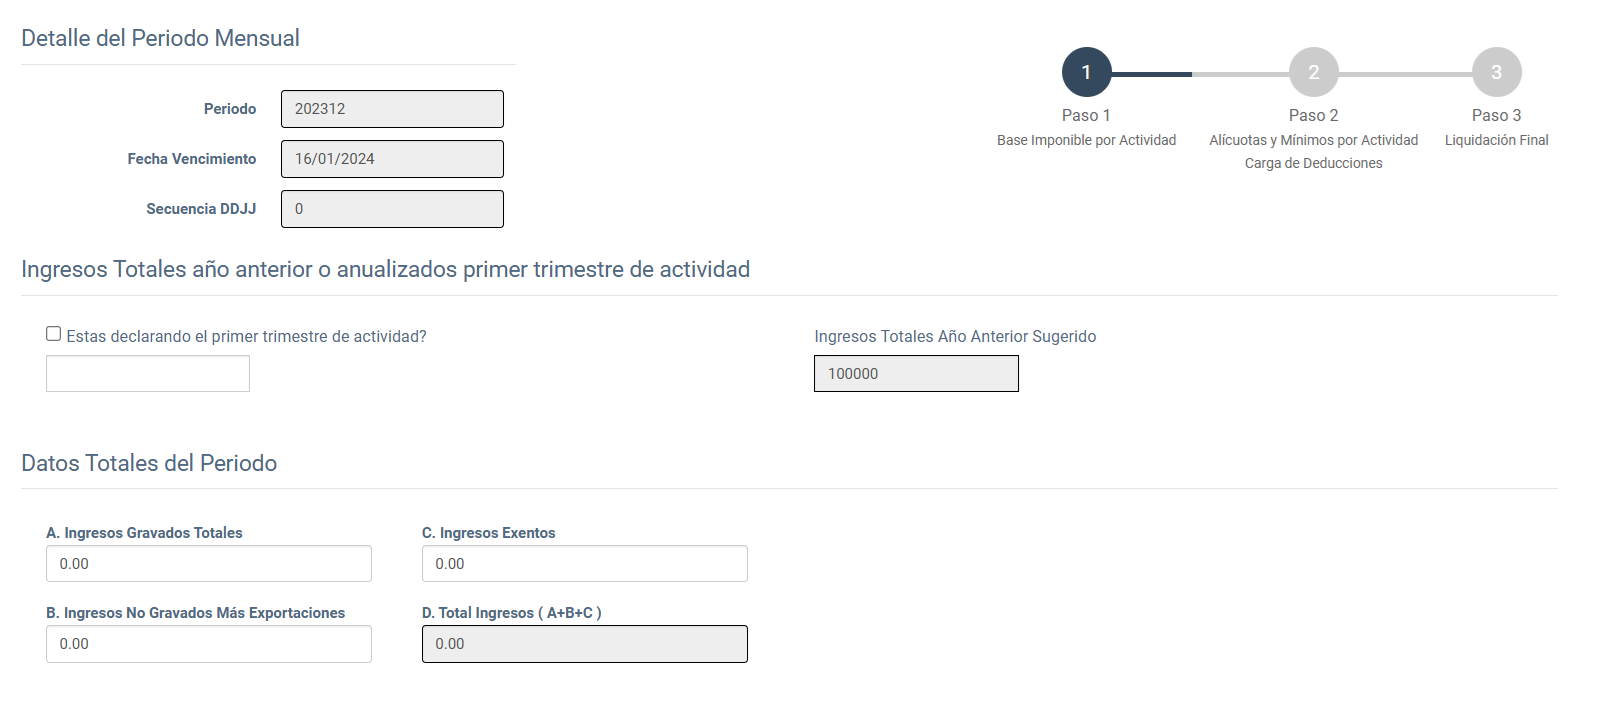 Detalle del Periodo Mensual
Periodo
202312
Fecha Vencimiento
16/01/2024
Secuencia DDJJ
0
1
2
3
Paso 1
Paso 2
Paso 3
Base Imponible por Actividad
Alícuotas y Mínimos por Actividad
Carga de Deducciones
Liquidación Final
Ingresos Totales año anterior o anualizados primer trimestre de actividad
Estas declarando el primer trimestre de actividad?
Ingresos Totales Año Anterior Sugerido
100000
Datos Totales del Periodo
A. Ingresos Gravados Totales
0.00
C. Ingresos Exentos
0.00
B. Ingresos No Gravados Más Exportaciones
0.00
D. Total Ingresos ( A+B+C )
0.00